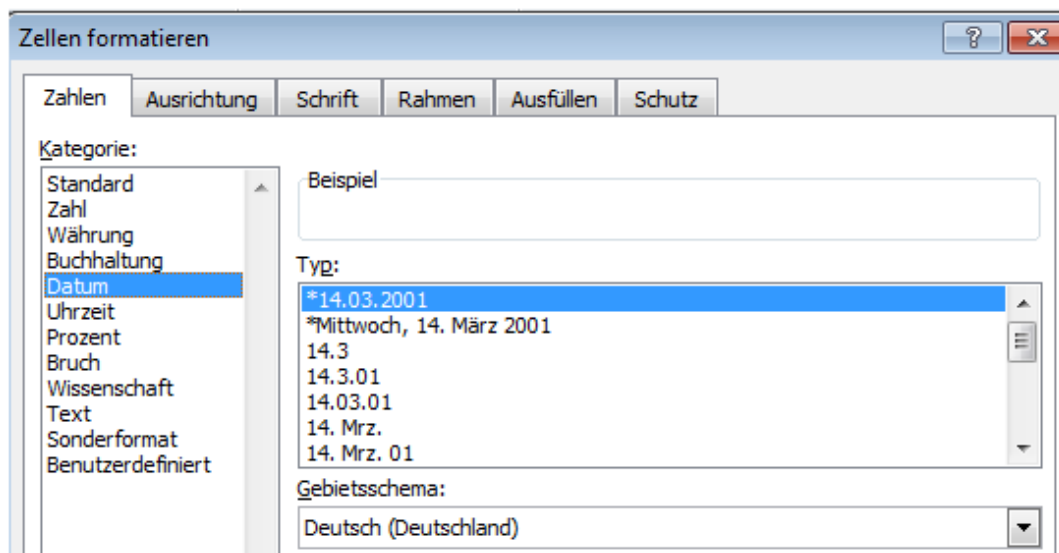 Zellen formatieren
Zahlen Ausrichtung Schrift Rahmen Ausfüllen Schutz
Kategorie:
Standard
Zahl
Währung
Buchhaltung
Datum
Uhrzeit
Prozent
Bruch
Wissenschaft
Text
Sonderformat
Benutzerdefiniert
Beispiel
Typ:
*14.03.2001
*Mittwoch, 14. März 2001
14.3
14.3.01
14.03.01
14. Mrz.
14. Mrz. 01
Gebietsschema:
Deutsch (Deutschland)